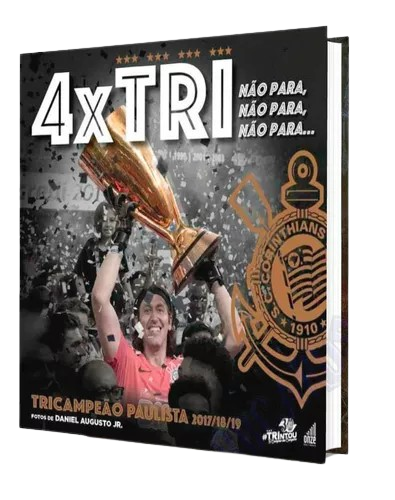 4xTRI
NÃO PARA,
NÃO PARA,
NÃO PARA...
CORINTHIANS
1910
TRICAMPEÃO PAULISTA 2017/18/19
FOTOS DE DANIEL AUGUSTO JR.
#TRINTOU
onze